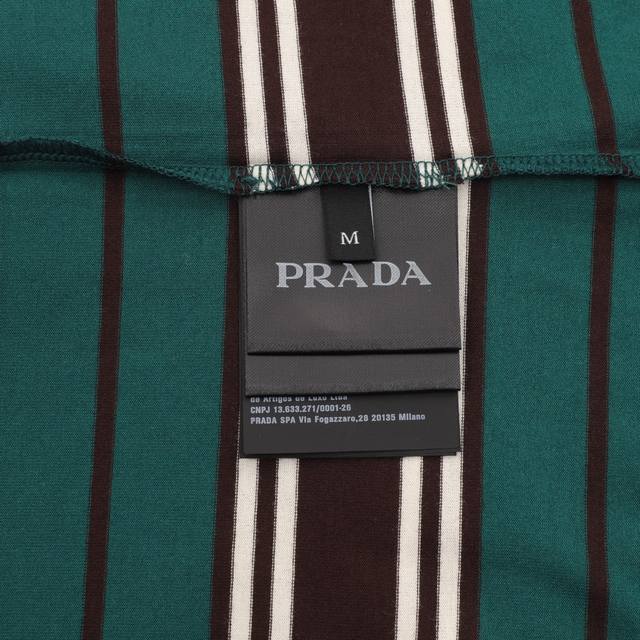 M
PRADA
de Artigos de Luxo Ltda
CNPJ 13.633.271/0001-26
PRADA SPA Via Fogazzaro,28 20135 Milano